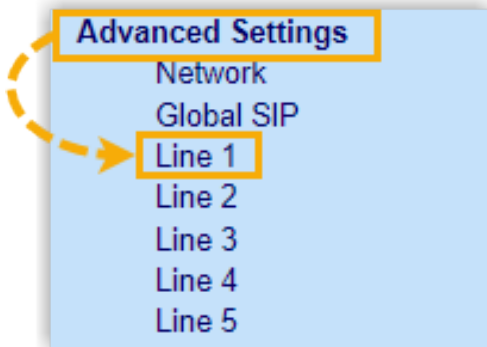 Advanced Settings
Network
Global SIP
Line 1
Line 2
Line 3
Line 4
Line 5